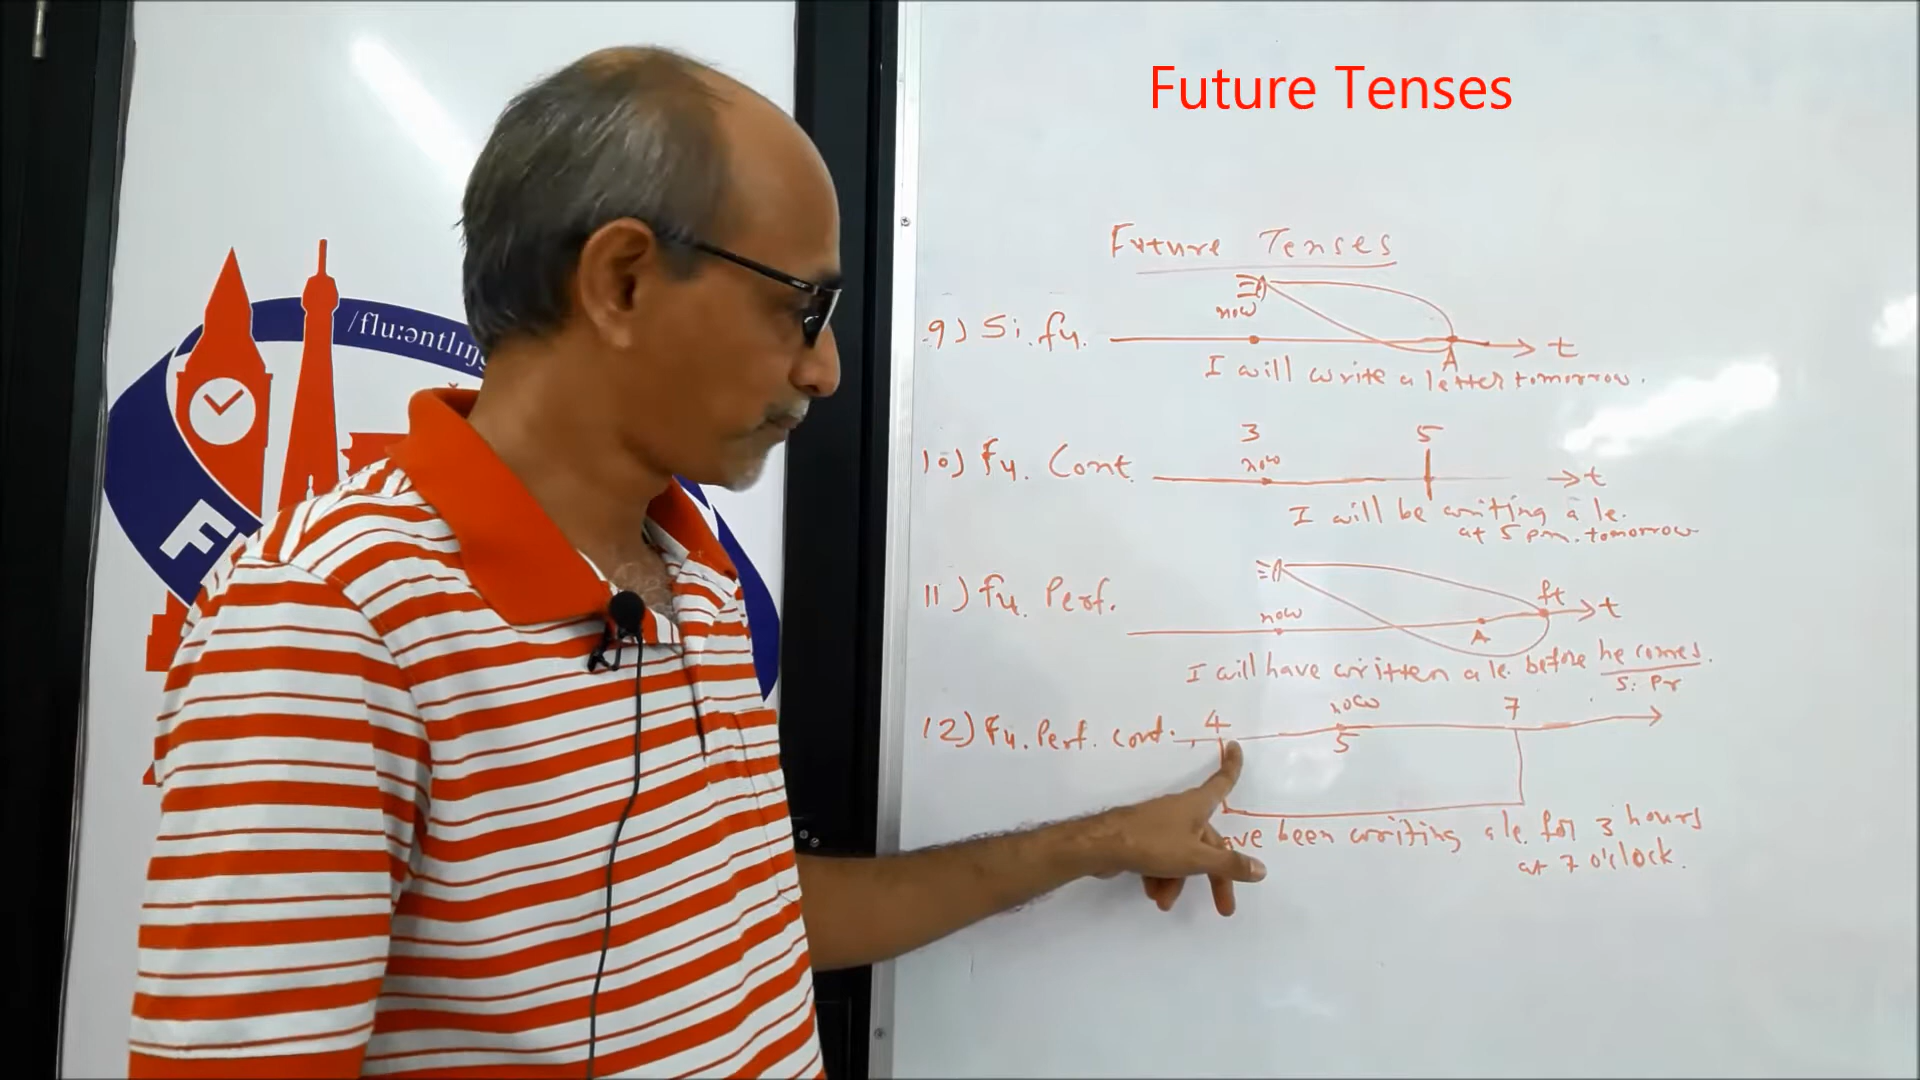 Future Tenses
/flu:əntlɪŋg
F
Future Tenses
now
9) Si. fu. t
A
I will write a letter tomorrow.
3 5
now
10) Fu. Cont. t
I will be writing a le.
at 5 pm. tomorrow
ft
11) Fu. Perf. now A t
I will have written a le. before he comes.
S. Pr
4 now 7
12) Fu. Perf. Cont. 5
ave been writing a le. for 3 hours
at 7 o'clock.